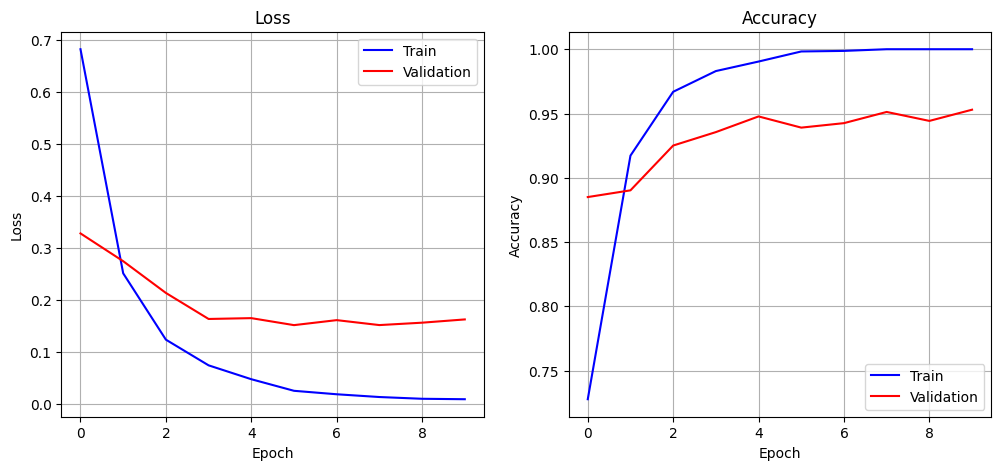 Loss
0.7
0.6
0.5
0.4
0.3
0.2
0.1
0.0
Loss
Train
Validation
0 2 4 6 8
Epoch
Accuracy
1.00
0.95
0.90
0.85
0.80
0.75
Accuracy
Train
Validation
0 2 4 6 8
Epoch